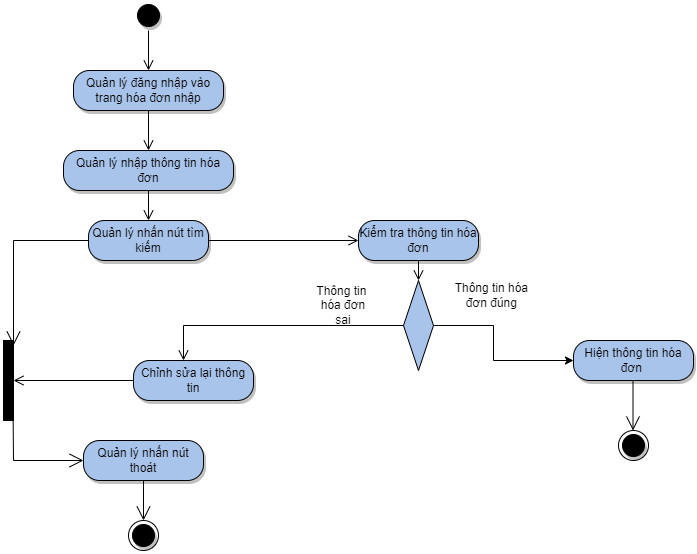 Quản lý đăng nhập vào
trang hóa đơn nhập
Quản lý nhập thông tin hóa
đơn
Quản lý nhấn nút tìm
kiếm
Kiểm tra thông tin hóa
đơn
Thông tin
hóa đơn
sai
Thông tin hóa
đơn đúng
Chỉnh sửa lại thông
tin
Hiện thông tin hóa
đơn
Quản lý nhấn nút
thoát